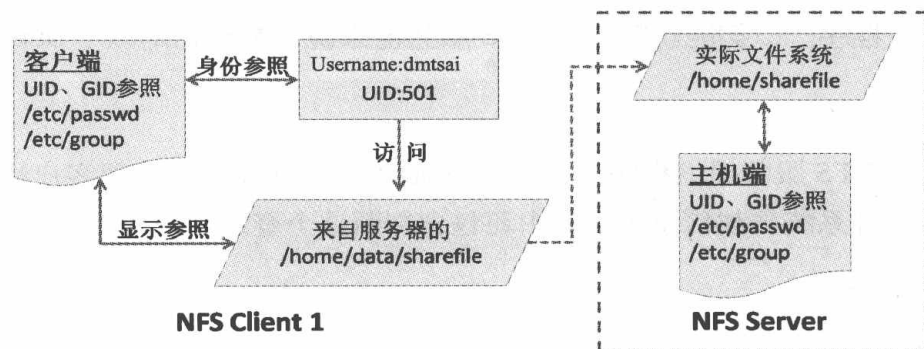 客户端
UID、GID参照
/etc/passwd
/etc/group
身份参照
Username:dmtsai
UID:501
访问
显示参照
来自服务器的
/home/data/sharefile
NFS Client 1
实际文件系统
/home/sharefile
主机端
UID、GID参照
/etc/passwd
/etc/group
NFS Server